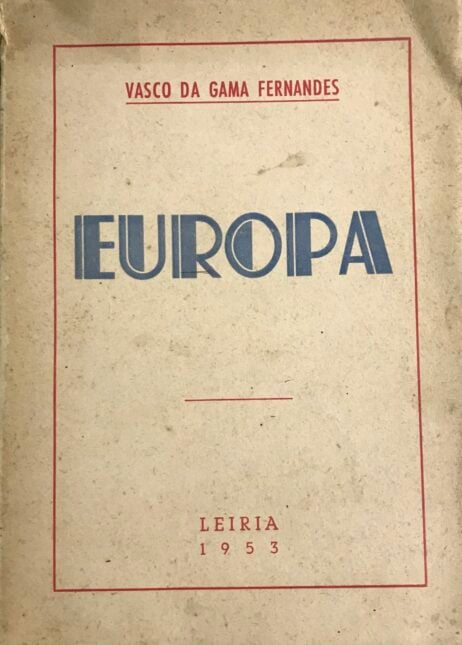 VASCO DA GAMA FERNANDES
EUROPA
LEIRIA
1953